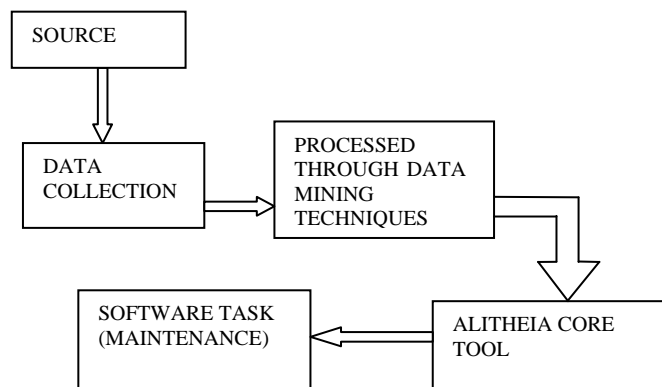 SOURCE
DATA
COLLECTION
PROCESSED
THROUGH DATA
MINING
TECHNIQUES
SOFTWARE TASK
(MAINTENANCE)
ALITHEIA CORE
TOOL